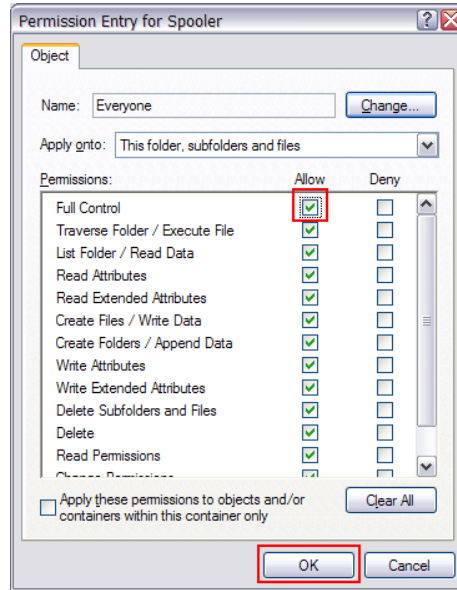 Permission Entry for Spooler
Object
Name: Everyone Change...
Apply onto: This folder, subfolders and files
Permissions: Allow Deny
Full Control
Traverse Folder / Execute File
List Folder / Read Data
Read Attributes
Read Extended Attributes
Create Files / Write Data
Create Folders / Append Data
Write Attributes
Write Extended Attributes
Delete Subfolders and Files
Delete
Read Permissions
Change Permissions
Apply these permissions to objects and/or
containers within this container only
Clear All
OK Cancel